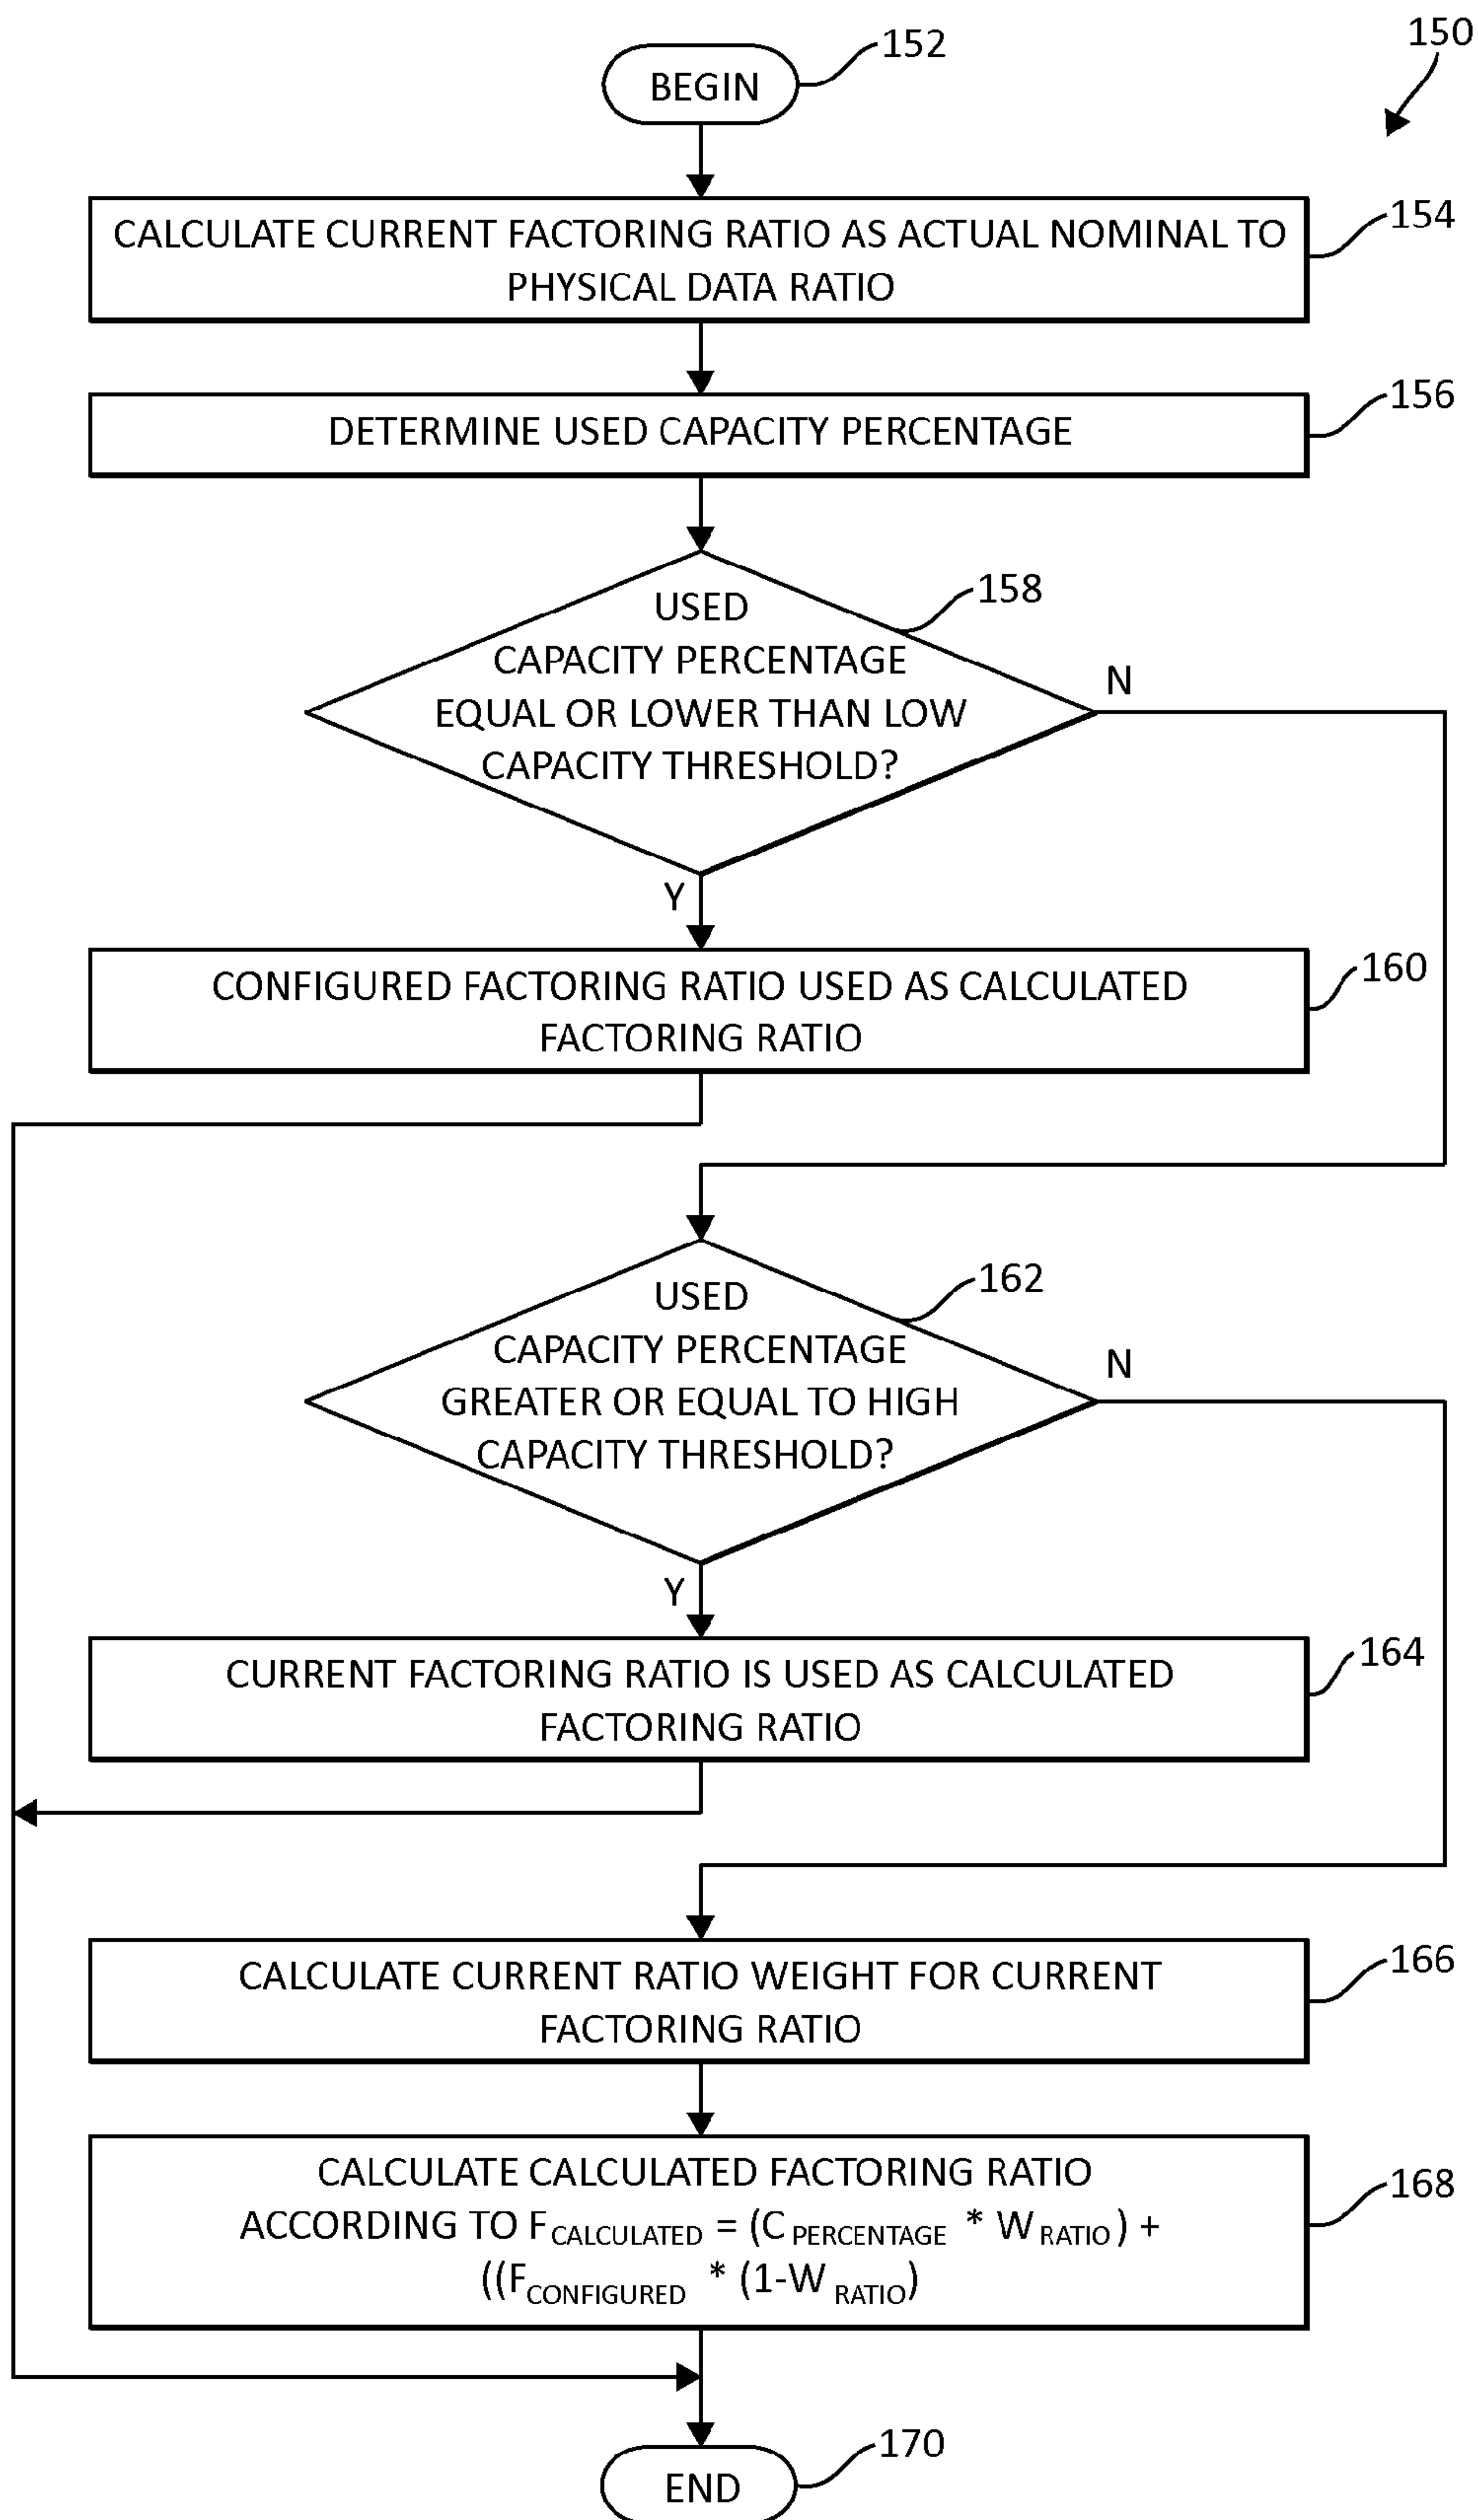 150
BEGIN
152
CALCULATE CURRENT FACTORING RATIO AS ACTUAL NOMINAL TO
PHYSICAL DATA RATIO
154
DETERMINE USED CAPACITY PERCENTAGE
156
USED
CAPACITY PERCENTAGE
EQUAL OR LOWER THAN LOW
CAPACITY THRESHOLD?
158
N
Y
CONFIGURED FACTORING RATIO USED AS CALCULATED
FACTORING RATIO
160
USED
CAPACITY PERCENTAGE
GREATER OR EQUAL TO HIGH
CAPACITY THRESHOLD?
162
N
Y
CURRENT FACTORING RATIO IS USED AS CALCULATED
FACTORING RATIO
164
CALCULATE CURRENT RATIO WEIGHT FOR CURRENT
FACTORING RATIO
166
CALCULATE CALCULATED FACTORING RATIO
ACCORDING TO F CALCULATED = (C PERCENTAGE * W RATIO) +
((F CONFIGURED * (1-W RATIO)
168
END
170